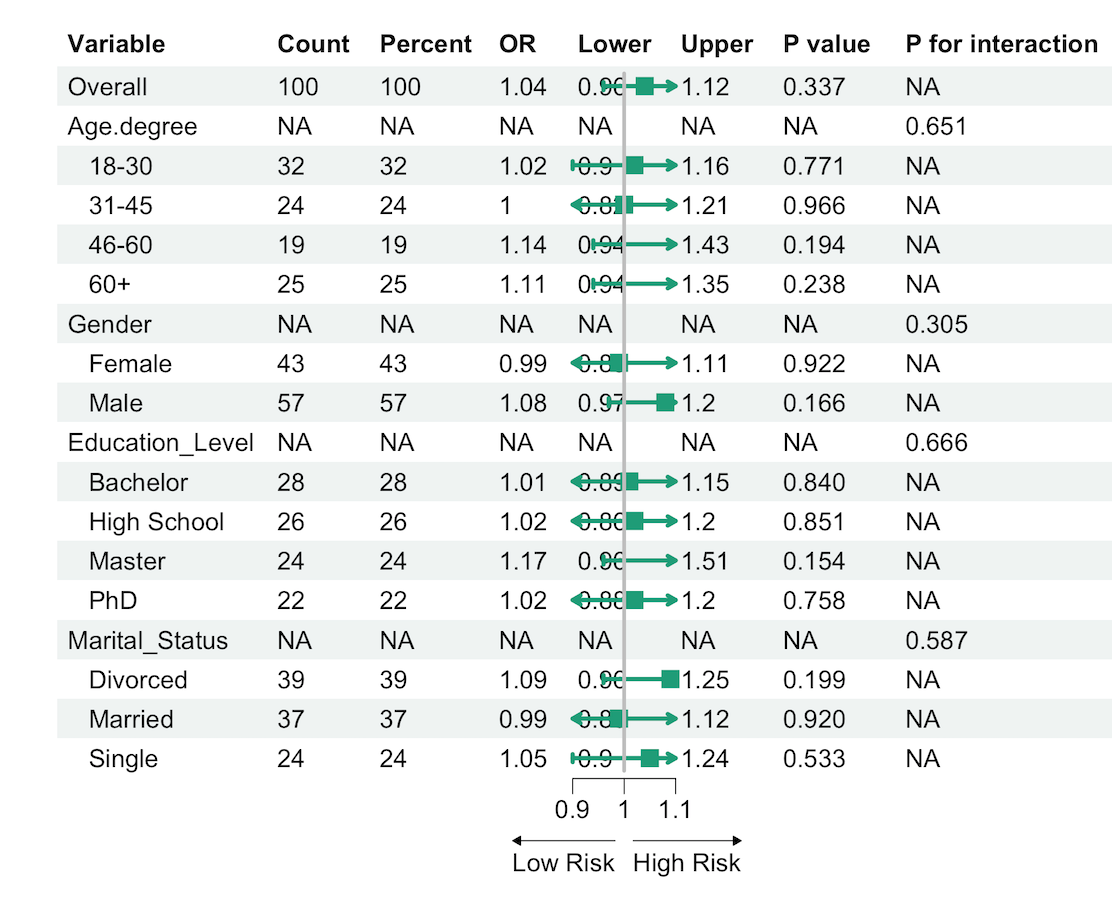 Variable Count Percent OR Lower Upper P value P for interaction
Overall 100 100 1.04 0.96 1.12 0.337 NA
Age.degree NA NA NA NA NA NA 0.651
18-30 32 32 1.02 0.9 1.16 0.771 NA
31-45 24 24 1 1.21 0.966 NA
46-60 19 19 1.14 0.94 1.43 0.194 NA
60+ 25 25 1.11 0.94 1.35 0.238 NA
Gender NA NA NA NA NA NA 0.305
Female 43 43 0.99 1.11 0.922 NA
Male 57 57 1.08 0.97 1.2 0.166 NA
Education_Level NA NA NA NA NA NA 0.666
Bachelor 28 28 1.01 0.89 1.15 0.840 NA
High School 26 26 1.02 0.86 1.2 0.851 NA
Master 24 24 1.17 0.96 1.51 0.154 NA
PhD 22 22 1.02 0.88 1.2 0.758 NA
Marital_Status NA NA NA NA NA NA 0.587
Divorced 39 39 1.09 0.96 1.25 0.199 NA
Married 37 37 0.99 1.12 0.920 NA
Single 24 24 1.05 0.9 1.24 0.533 NA
0.9 1 1.1
Low Risk High Risk